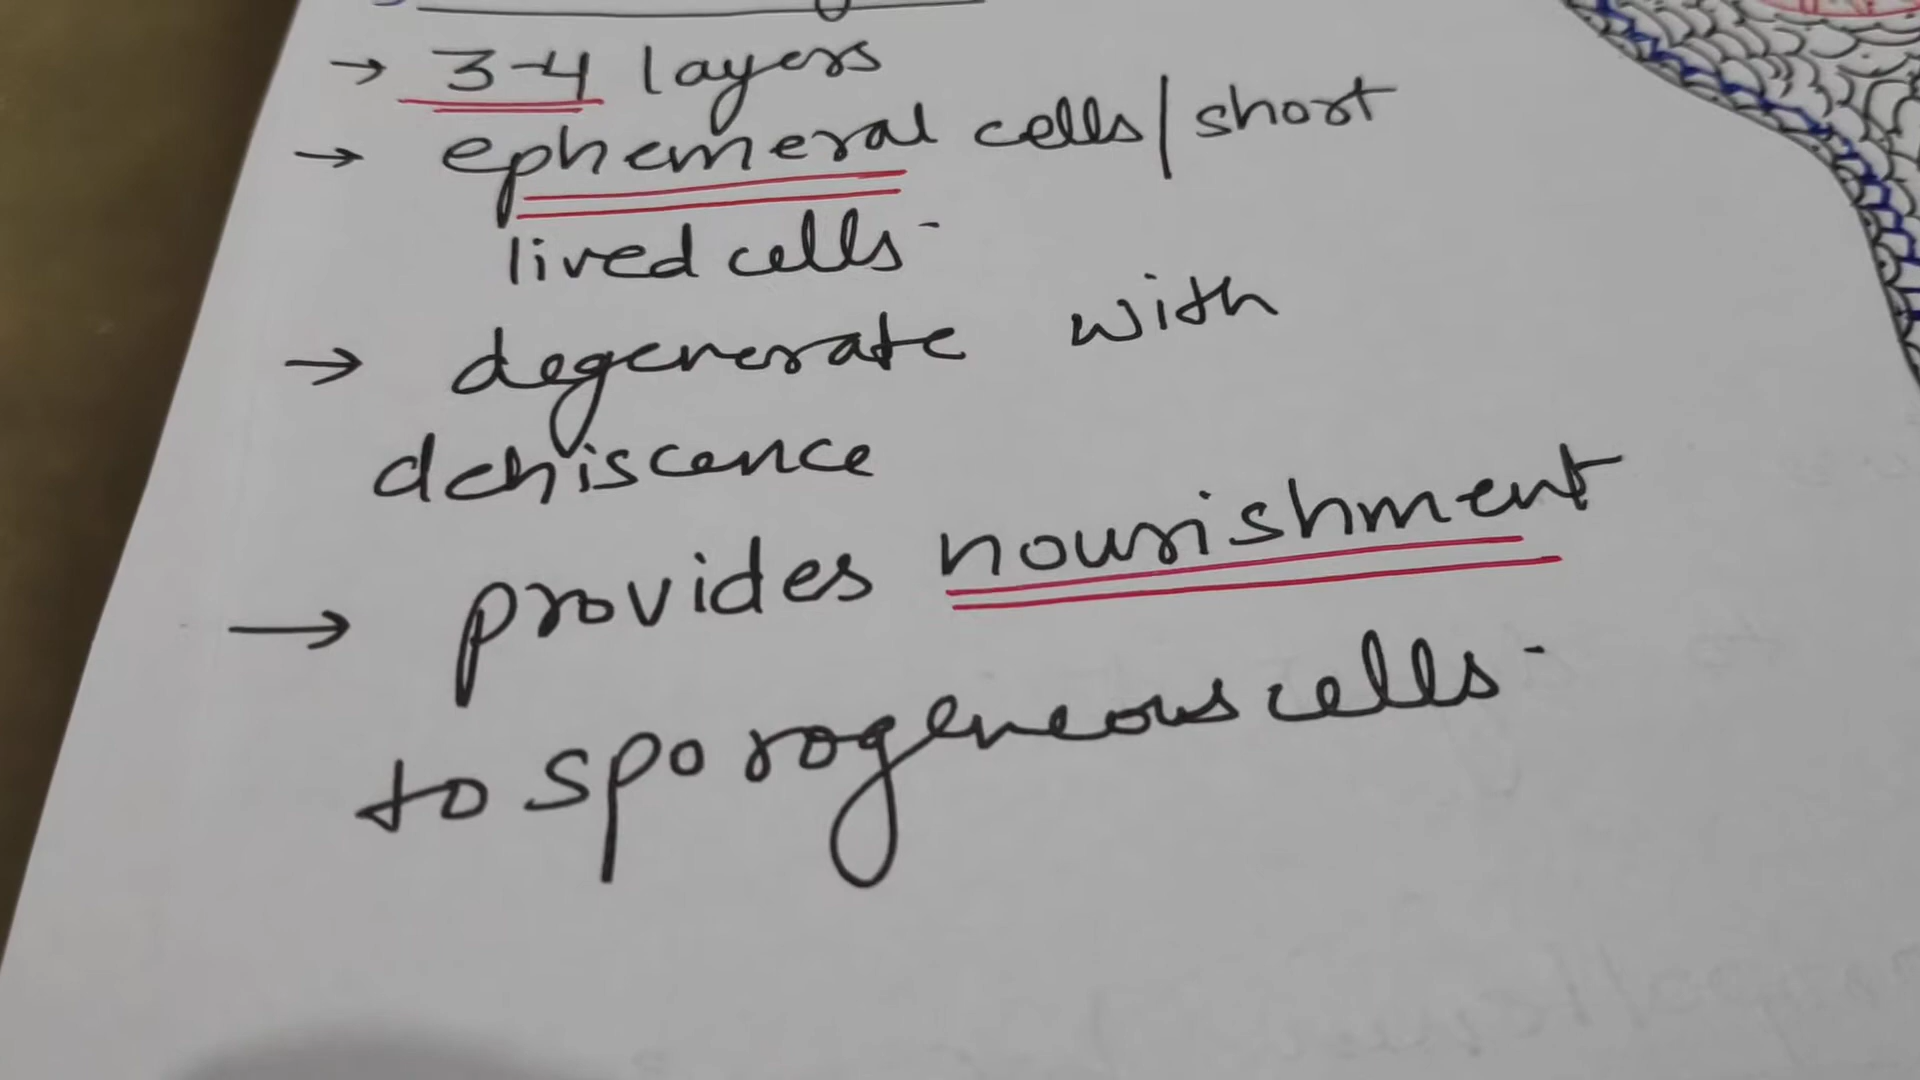 → 3-4 layers
→ ephemeral cells/short
lived cells.
→ degenerate with
dehiscence
→ provides nourishment
to sporogeneous cells.